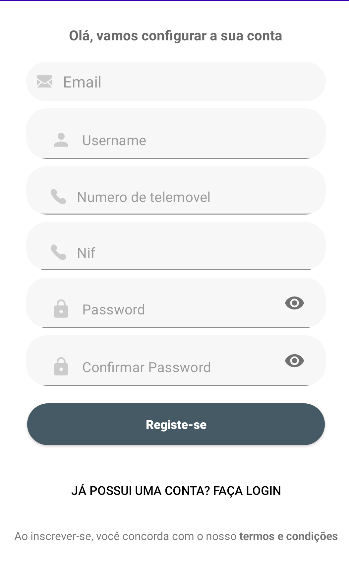 Olá, vamos configurar a sua conta
Email
Username
Numero de telemovel
Nif
Password
Confirmar Password
Registe-se
JÁ POSSUI UMA CONTA? FAÇA LOGIN
Ao inscrever-se, você concorda com o nosso termos e condições